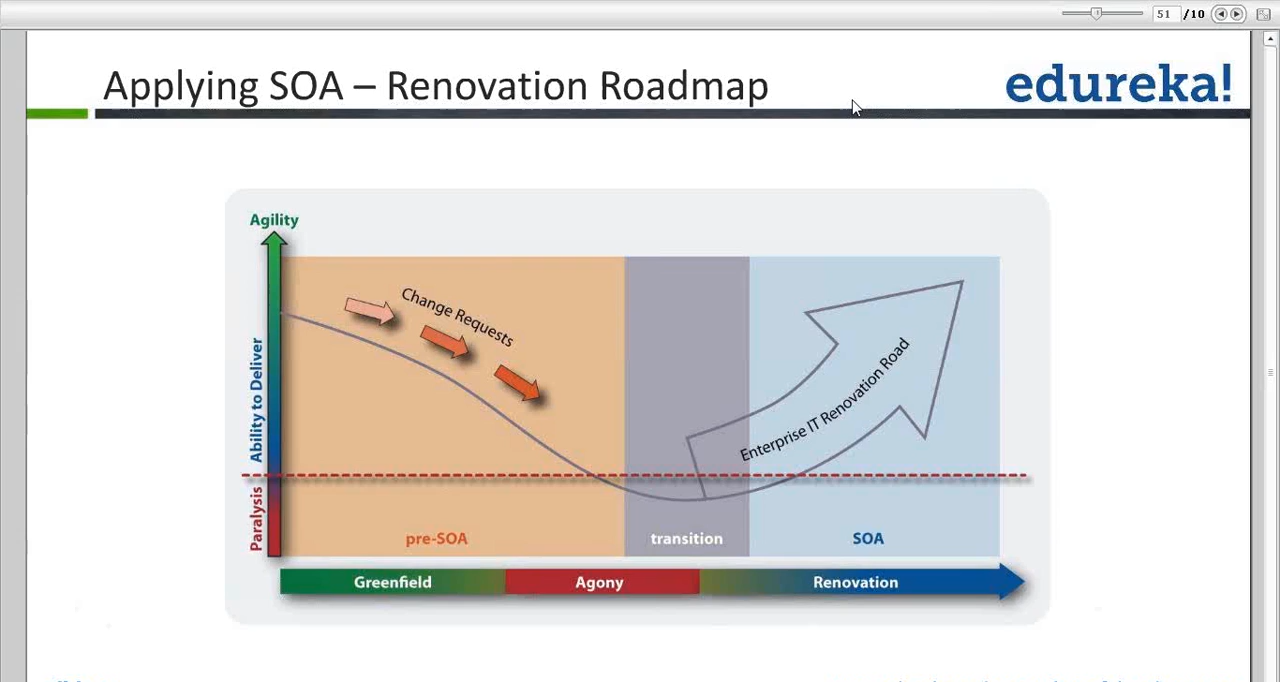 51 /10
Applying SOA – Renovation Roadmap
edureka!
Agility
Change Requests
Ability to Deliver
Enterprise IT Renovation Road
Paralysis
pre-SOA
transition
SOA
Greenfield
Agony
Renovation